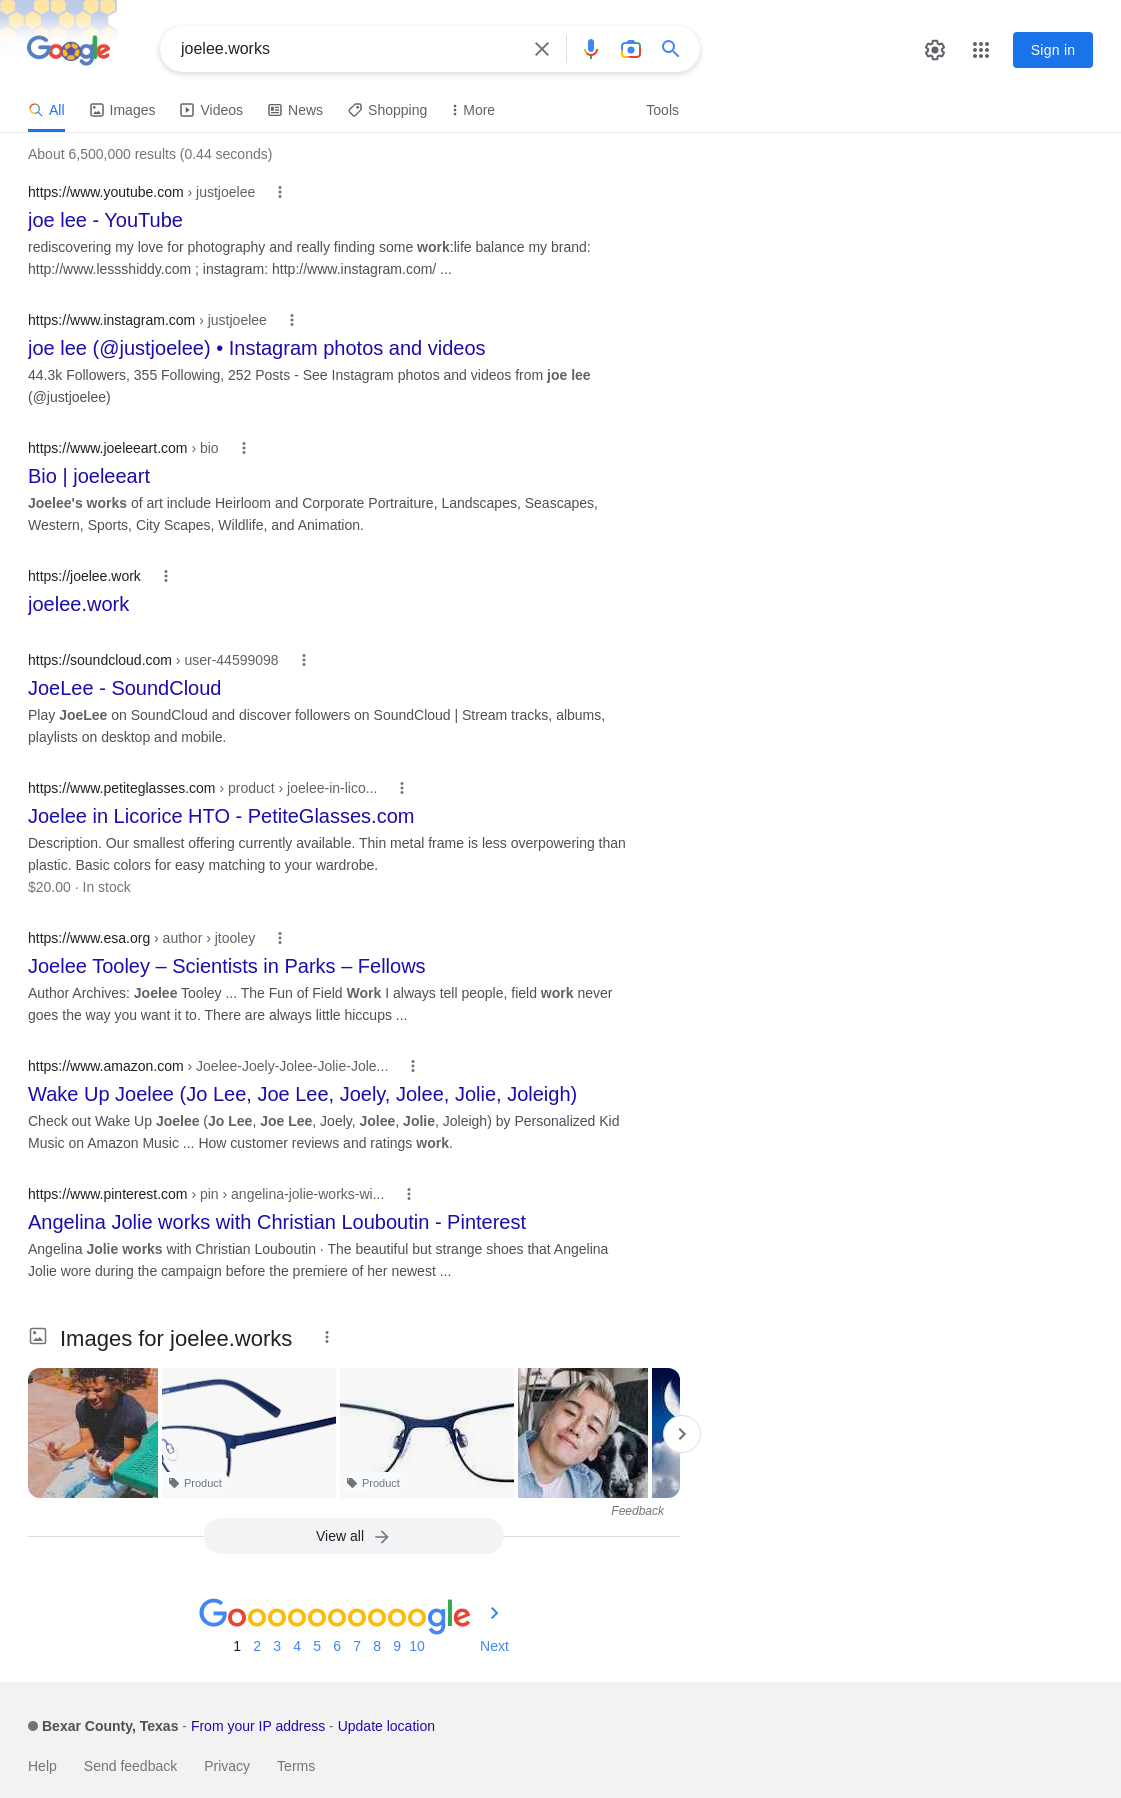 Google
joelee.works
Sign in
All Images Videos News Shopping More Tools
About 6,500,000 results (0.44 seconds)
https://www.youtube.com › justjoelee
joe lee - YouTube
rediscovering my love for photography and really finding some work:life balance my brand:
http://www.lessshiddy.com ; instagram: http://www.instagram.com/ ...
https://www.instagram.com › justjoelee
joe lee (@justjoelee) • Instagram photos and videos
44.3k Followers, 355 Following, 252 Posts - See Instagram photos and videos from joe lee
(@justjoelee)
https://www.joeleeart.com › bio
Bio | joeleeart
Joelee's works of art include Heirloom and Corporate Portraiture, Landscapes, Seascapes,
Western, Sports, City Scapes, Wildlife, and Animation.
https://joelee.work
joelee.work
https://soundcloud.com › user-44599098
JoeLee - SoundCloud
Play JoeLee on SoundCloud and discover followers on SoundCloud | Stream tracks, albums,
playlists on desktop and mobile.
https://www.petiteglasses.com › product › joelee-in-lico...
Joelee in Licorice HTO - PetiteGlasses.com
Description. Our smallest offering currently available. Thin metal frame is less overpowering than
plastic. Basic colors for easy matching to your wardrobe.
$20.00 · In stock
https://www.esa.org › author › jtooley
Joelee Tooley – Scientists in Parks – Fellows
Author Archives: Joelee Tooley ... The Fun of Field Work I always tell people, field work never
goes the way you want it to. There are always little hiccups ...
https://www.amazon.com › Joelee-Joely-Jolee-Jolie-Jole...
Wake Up Joelee (Jo Lee, Joe Lee, Joely, Jolee, Jolie, Joleigh)
Check out Wake Up Joelee (Jo Lee, Joe Lee, Joely, Jolee, Jolie, Joleigh) by Personalized Kid
Music on Amazon Music ... How customer reviews and ratings work.
https://www.pinterest.com › pin › angelina-jolie-works-wi...
Angelina Jolie works with Christian Louboutin - Pinterest
Angelina Jolie works with Christian Louboutin · The beautiful but strange shoes that Angelina
Jolie wore during the campaign before the premiere of her newest ...
Images for joelee.works
Product Product
Feedback
View all
Goooooooooogle
1 2 3 4 5 6 7 8 9 10 Next
Bexar County, Texas - From your IP address - Update location
Help Send feedback Privacy Terms